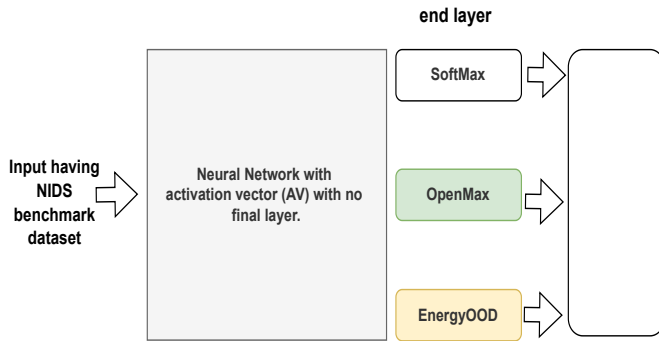 end layer
SoftMax
Input having
NIDS
benchmark
dataset
Neural Network with
activation vector (AV) with no
final layer.
OpenMax
EnergyOOD